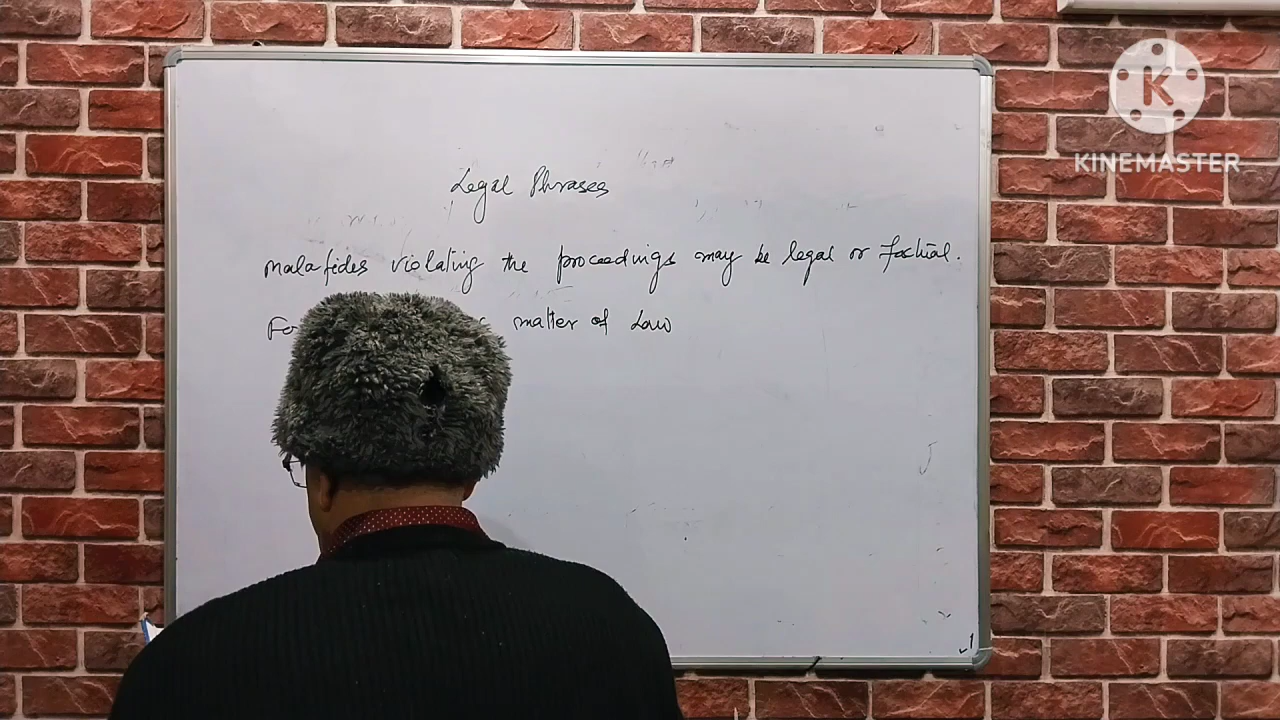 Legal Phrases
malafides violating the proceedings may be legal or factual.
matter of Law
K
KINEMASTER